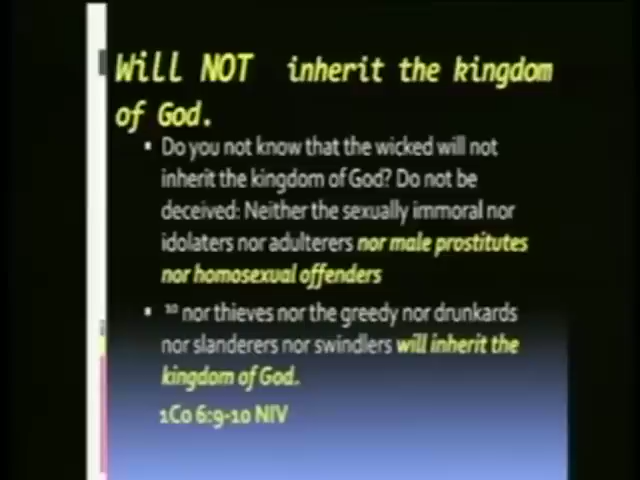 Will NOT inherit the kingdom
of God.
▪ Do you not know that the wicked will not
inherit the kingdom of God? Do not be
deceived: Neither the sexually immoral nor
idolaters nor adulterers nor male prostitutes
nor homosexual offenders
▪ ¹⁰ nor thieves nor the greedy nor drunkards
nor slanderers nor swindlers will inherit the
kingdom of God.
1Co 6:9-10 NIV